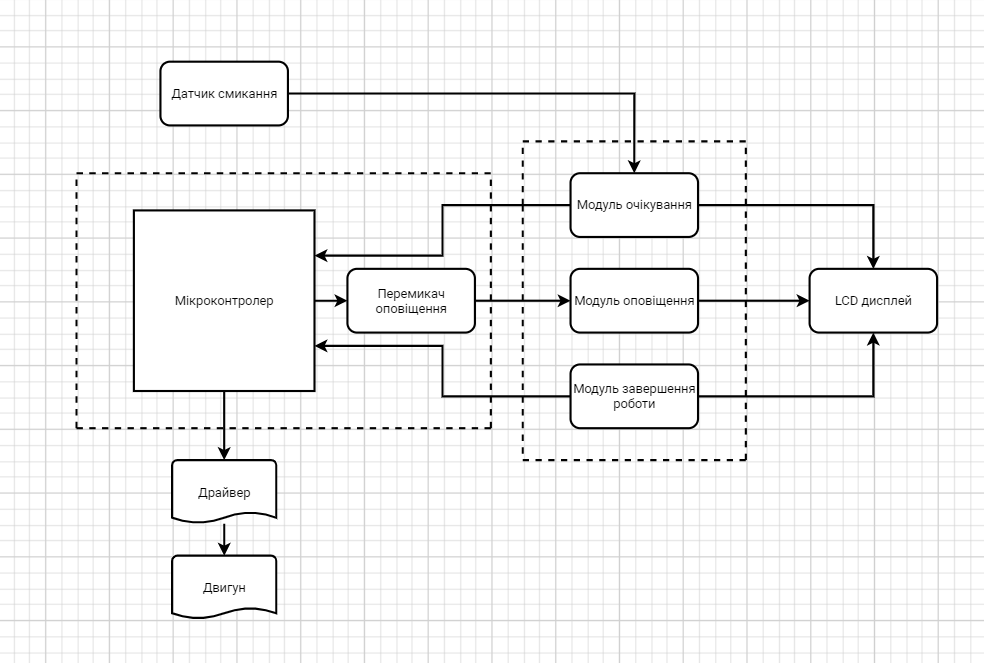 Датчик смикання
Модуль очікування
Мікроконтролер
Перемикач
оповіщення
Модуль оповіщення
LCD дисплей
Модуль завершення
роботи
Драйвер
Двигун